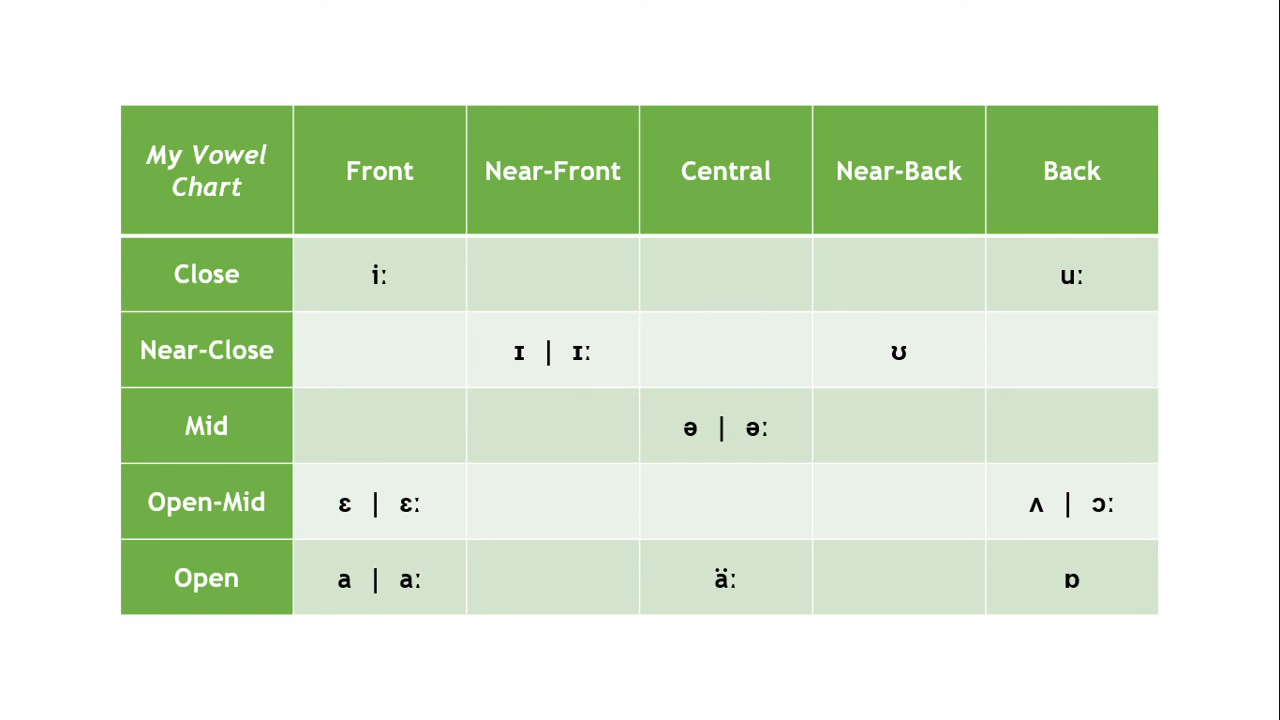 My Vowel
Chart
Front
Near-Front
Central
Near-Back
Back
Close
iː
uː
Near-Close
ɪ | ɪː
ʊ
Mid
ə | əː
Open-Mid
ɛ | ɛː
ʌ | ɔː
Open
a | aː
äː
ɒ